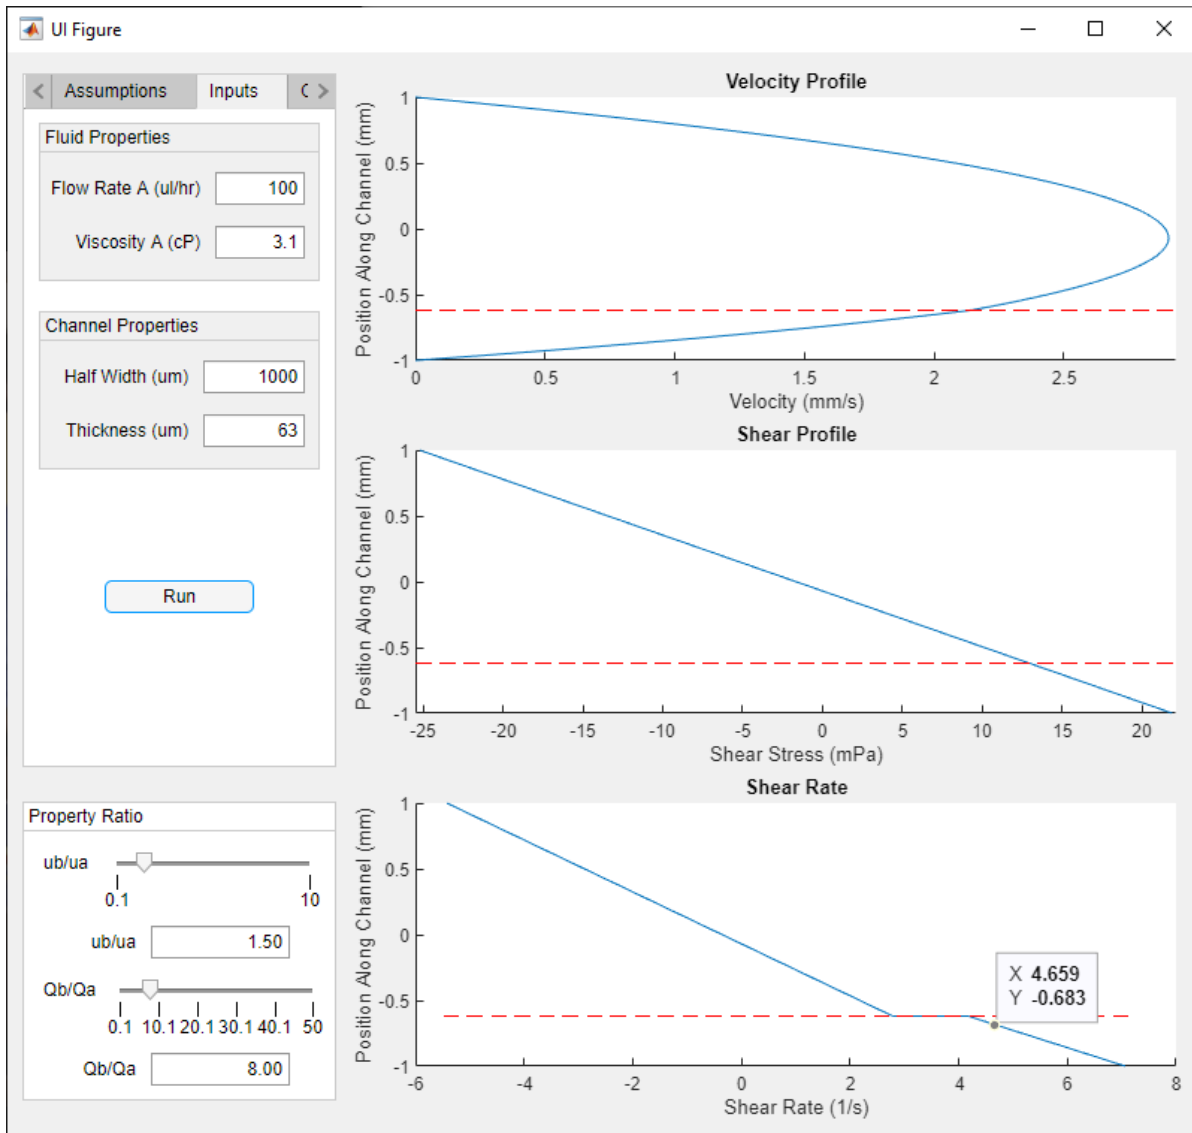 UI Figure
Assumptions
Inputs
Fluid Properties
Flow Rate A (ul/hr) 100
Viscosity A (cP) 3.1
Channel Properties
Half Width (um) 1000
Thickness (um) 63
Run
Property Ratio
ub/ua
0.1 10
ub/ua 1.50
Qb/Qa
0.1 10.1 20.1 30.1 40.1 50
Qb/Qa 8.00
Velocity Profile
Position Along Channel (mm)
1
0.5
0
-0.5
-1
0 0.5 1 1.5 2 2.5
Velocity (mm/s)
Shear Profile
Position Along Channel (mm)
1
0.5
0
-0.5
-1
-25 -20 -15 -10 -5 0 5 10 15 20
Shear Stress (mPa)
Shear Rate
Position Along Channel (mm)
1
0.5
0
-0.5
-1
X 4.659
Y -0.683
-6 -4 -2 0 2 4 6 8
Shear Rate (1/s)